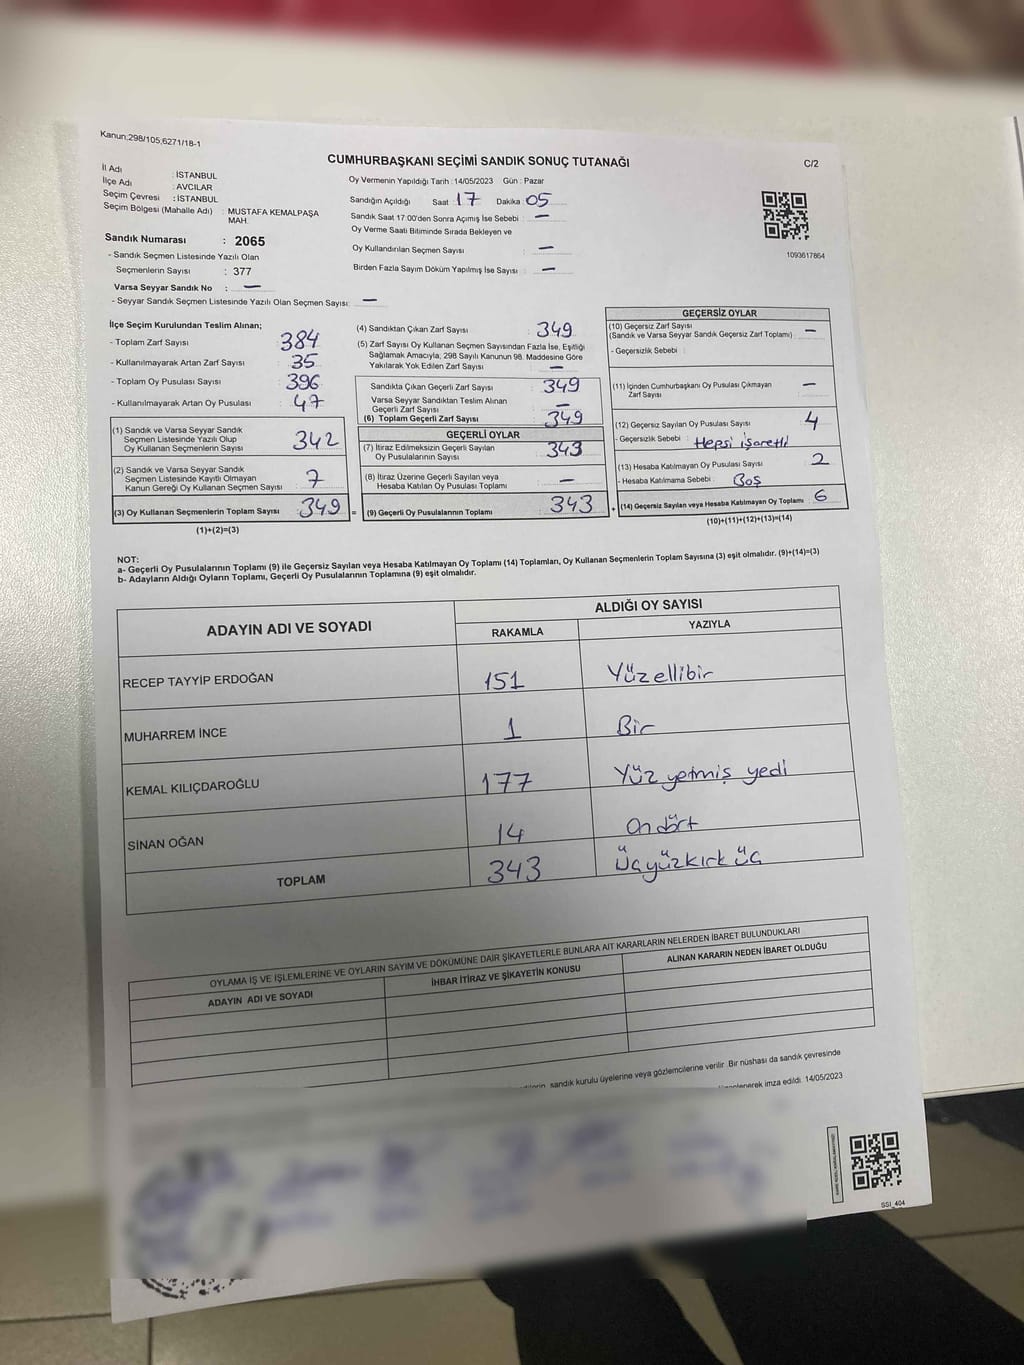 Kanun;298/105;6271/18-1
CUMHURBAŞKANI SEÇİMİ SANDIK SONUÇ TUTANAĞI
C/2
İl Adı : İSTANBUL
İlçe Adı : AVCILAR
Seçim Çevresi : İSTANBUL
Seçim Bölgesi (Mahalle Adı) : MUSTAFA KEMALPAŞA
MAH.
Sandık Numarası : 2065
- Sandık Seçmen Listesinde Yazılı Olan
Seçmenlerin Sayısı : 377
Varsa Seyyar Sandık No : —
- Seyyar Sandık Seçmen Listesinde Yazılı Olan Seçmen Sayısı: —
Oy Vermenin Yapıldığı Tarih :14/05/2023 Gün : Pazar
Sandığın Açıldığı Saat 17 Dakika 05
Sandık Saat 17:00'den Sonra Açımış İse Sebebi : —
Oy Verme Saati Bitiminde Sırada Bekleyen ve
Oy Kullandırılan Seçmen Sayısı : —
Birden Fazla Sayım Döküm Yapılmış İse Sayısı : —
1093617864
İlçe Seçim Kurulundan Teslim Alınan;
- Toplam Zarf Sayısı : 384
- Kullanılmayarak Artan Zarf Sayısı : 35
- Toplam Oy Pusulası Sayısı : 396
- Kullanılmayarak Artan Oy Pusulası : 47
(1) Sandık ve Varsa Seyyar Sandık
Seçmen Listesinde Yazılı Olup
Oy Kullanan Seçmenlerin Sayısı : 342
(2) Sandık ve Varsa Seyyar Sandık
Seçmen Listesinde Kayıtlı Olmayan
Kanun Gereği Oy Kullanan Seçmen Sayısı : 7
(3) Oy Kullanan Seçmenlerin Toplam Sayısı : 349 =
(1)+(2)=(3)
(4) Sandıktan Çıkan Zarf Sayısı : 349
(5) Zarf Sayısı Oy Kullanan Seçmen Sayısından Fazla İse, Eşitliği
Sağlamak Amacıyla, 298 Sayılı Kanunun 98. Maddesine Göre
Yakılarak Yok Edilen Zarf Sayısı : —
Sandıkta Çıkan Geçerli Zarf Sayısı : 349
Varsa Seyyar Sandıktan Teslim Alınan
Geçerli Zarf Sayısı : —
(6) Toplam Geçerli Zarf Sayısı : 349
GEÇERLİ OYLAR
(7) İtiraz Edilmeksizin Geçerli Sayılan
Oy Pusulalarının Sayısı : 343
(8) İtiraz Üzerine Geçerli Sayılan veya
Hesaba Katılan Oy Pusulası Toplamı : —
(9) Geçerli Oy Pusulalarının Toplamı : 343 +
GEÇERSİZ OYLAR
(10) Geçersiz Zarf Sayısı
(Sandık ve Varsa Seyyar Sandık Geçersiz Zarf Toplamı) : —
- Geçersizlik Sebebi :
(11) İçinden Cumhurbaşkanı Oy Pusulası Çıkmayan
Zarf Sayısı : —
(12) Geçersiz Sayılan Oy Pusulası Sayısı : 4
- Geçersizlik Sebebi : Hepsi işaretli
(13) Hesaba Katılmayan Oy Pusulası Sayısı : 2
- Hesaba Katılmama Sebebi : Boş
(14) Geçersiz Sayılan veya Hesaba Katılmayan Oy Toplamı : 6
(10)+(11)+(12)+(13)=(14)
NOT:
a- Geçerli Oy Pusulalarının Toplamı (9) ile Geçersiz Sayılan veya Hesaba Katılmayan Oy Toplamı (14) Toplamları, Oy Kullanan Seçmenlerin Toplam Sayısına (3) eşit olmalıdır. (9)+(14)=(3)
b- Adayların Aldığı Oyların Toplamı, Geçerli Oy Pusulalarının Toplamına (9) eşit olmalıdır.
ADAYIN ADI VE SOYADI
ALDIĞI OY SAYISI
RAKAMLA YAZIYLA
RECEP TAYYİP ERDOĞAN 151 Yüzellibir
MUHARREM İNCE 1 Bir
KEMAL KILIÇDAROĞLU 177 Yüz yetmiş yedi
SİNAN OĞAN 14 On dört
TOPLAM 343 Üçyüzkırk üç
OYLAMA İŞ VE İŞLEMLERİNE VE OYLARIN SAYIM VE DÖKÜMÜNE DAİR ŞİKAYETLERLE BUNLARA AİT KARARLARIN NELERDEN İBARET BULUNDUKLARI
ADAYIN ADI VE SOYADI İHBAR İTİRAZ VE ŞİKAYETİN KONUSU ALINAN KARARIN NEDEN İBARET OLDUĞU
sandık kurulu üyelerine veya gözlemcilerine verilir. Bir nüshası da sandık çevresinde
imza edildi. 14/05/2023
SSI_404